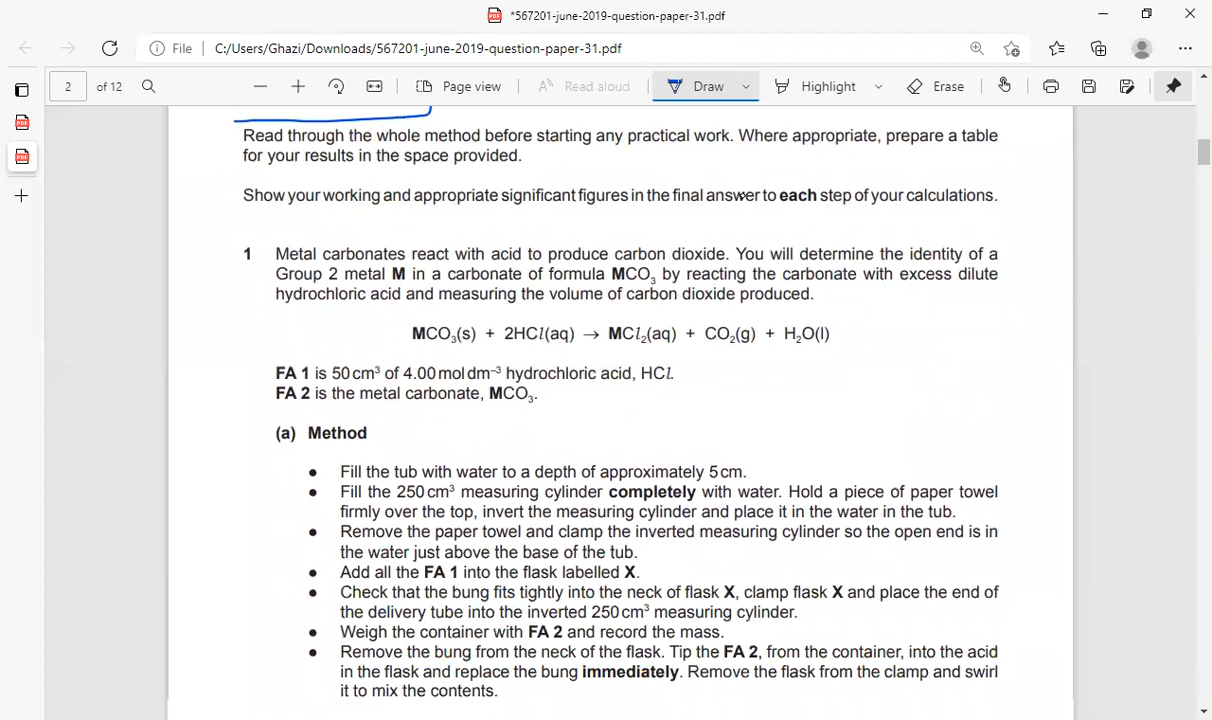 *567201-june-2019-question-paper-31.pdf
File C:/Users/Ghazi/Downloads/567201-june-2019-question-paper-31.pdf
2 of 12 Page view Read aloud Draw Highlight Erase
Read through the whole method before starting any practical work. Where appropriate, prepare a table
for your results in the space provided.
Show your working and appropriate significant figures in the final answer to each step of your calculations.
1 Metal carbonates react with acid to produce carbon dioxide. You will determine the identity of a
Group 2 metal M in a carbonate of formula MCO₃ by reacting the carbonate with excess dilute
hydrochloric acid and measuring the volume of carbon dioxide produced.
MCO₃(s) + 2HCl(aq) → MCl₂(aq) + CO₂(g) + H₂O(l)
FA 1 is 50 cm³ of 4.00 mol dm⁻³ hydrochloric acid, HCl.
FA 2 is the metal carbonate, MCO₃.
(a) Method
● Fill the tub with water to a depth of approximately 5 cm.
● Fill the 250 cm³ measuring cylinder completely with water. Hold a piece of paper towel
firmly over the top, invert the measuring cylinder and place it in the water in the tub.
● Remove the paper towel and clamp the inverted measuring cylinder so the open end is in
the water just above the base of the tub.
● Add all the FA 1 into the flask labelled X.
● Check that the bung fits tightly into the neck of flask X, clamp flask X and place the end of
the delivery tube into the inverted 250 cm³ measuring cylinder.
● Weigh the container with FA 2 and record the mass.
● Remove the bung from the neck of the flask. Tip the FA 2, from the container, into the acid
in the flask and replace the bung immediately. Remove the flask from the clamp and swirl
it to mix the contents.